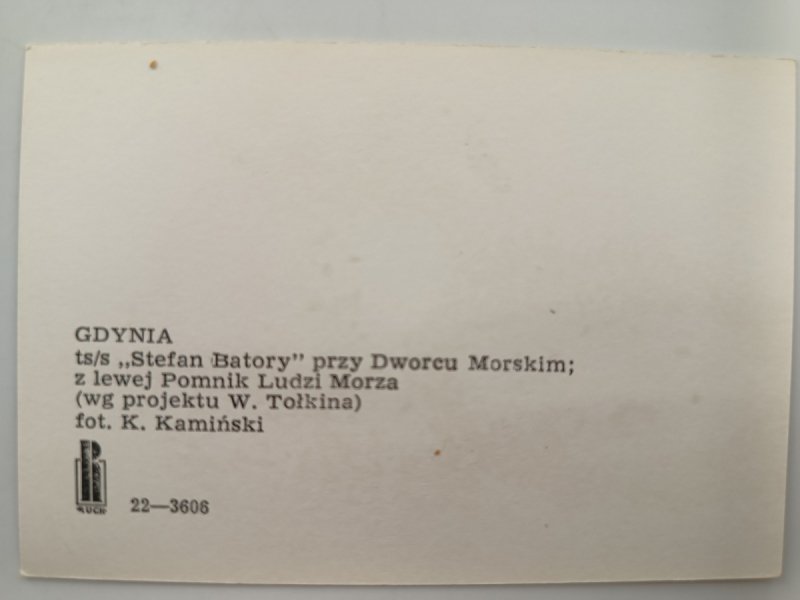 GDYNIA
ts/s „Stefan Batory” przy Dworcu Morskim;
z lewej Pomnik Ludzi Morza
(wg projektu W. Tołkina)
fot. K. Kamiński
RUCH
22—3606